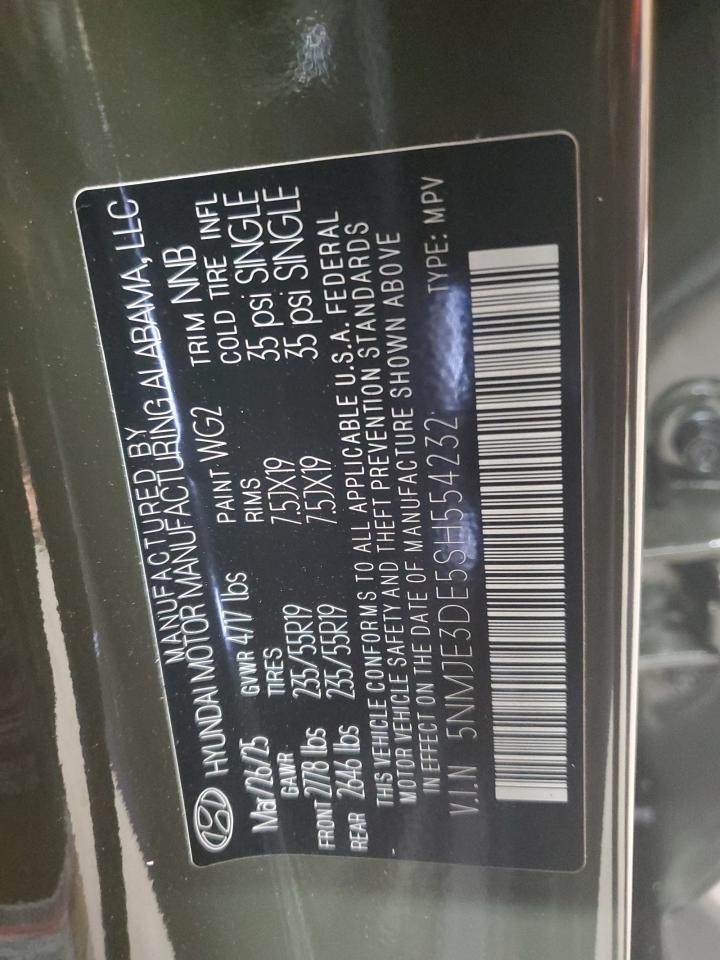 MANUFACTURED BY
HYUNDAI MOTOR MANUFACTURING ALABAMA, LLC
Mar/26/25 GVWR 4717 lbs PAINT WG2 TRIM NNB
GAWR TIRES RIMS COLD TIRE INFL
FRONT 2778 lbs 235/55R19 7.5JX19 35 psi SINGLE
REAR 2646 lbs 235/55R19 7.5JX19 35 psi SINGLE
THIS VEHICLE CONFORMS TO ALL APPLICABLE U.S.A. FEDERAL
MOTOR VEHICLE SAFETY AND THEFT PREVENTION STANDARDS
IN EFFECT ON THE DATE OF MANUFACTURE SHOWN ABOVE
V.I.N 5NMJE3DE5SH554232 TYPE: MPV